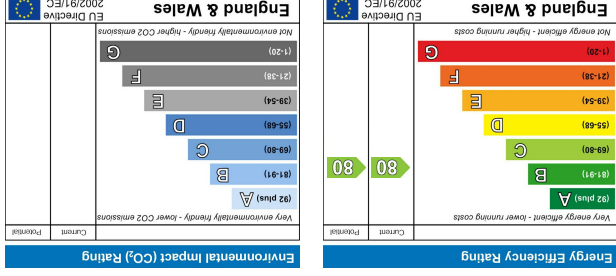 Energy Efficiency Rating
Current Potential
Very energy efficient - lower running costs
(92 plus) A
(81-91) B
(69-80) C
(55-68) D
(39-54) E
(21-38) F
(1-20) G
80 80
Not energy efficient - higher running costs
England & Wales
EU Directive
2002/91/EC
Environmental Impact (CO₂) Rating
Current Potential
Very environmentally friendly - lower CO2 emissions
(92 plus) A
(81-91) B
(69-80) C
(55-68) D
(39-54) E
(21-38) F
(1-20) G
Not environmentally friendly - higher CO2 emissions
England & Wales
EU Directive
2002/91/EC